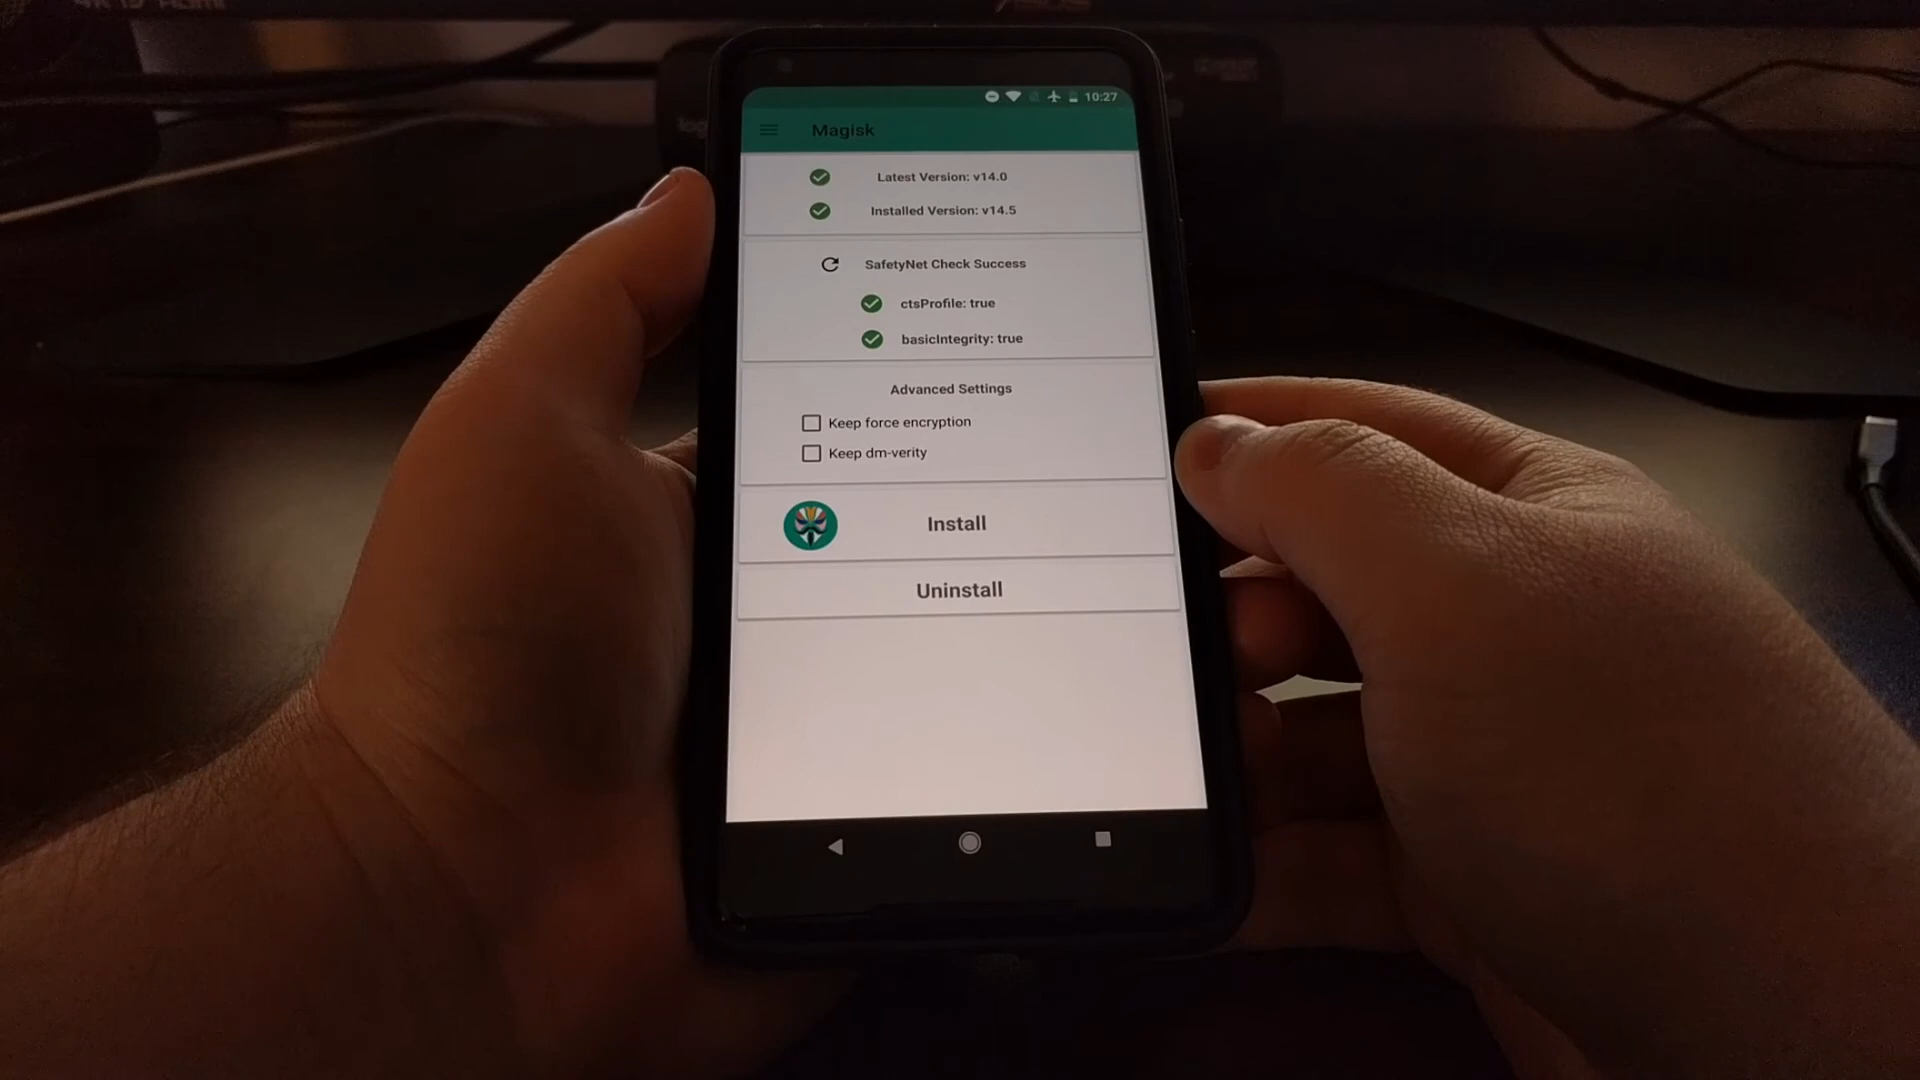 10:27
Magisk
Latest Version: v14.0
Installed Version: v14.5
SafetyNet Check Success
ctsProfile: true
basicIntegrity: true
Advanced Settings
Keep force encryption
Keep dm-verity
Install
Uninstall